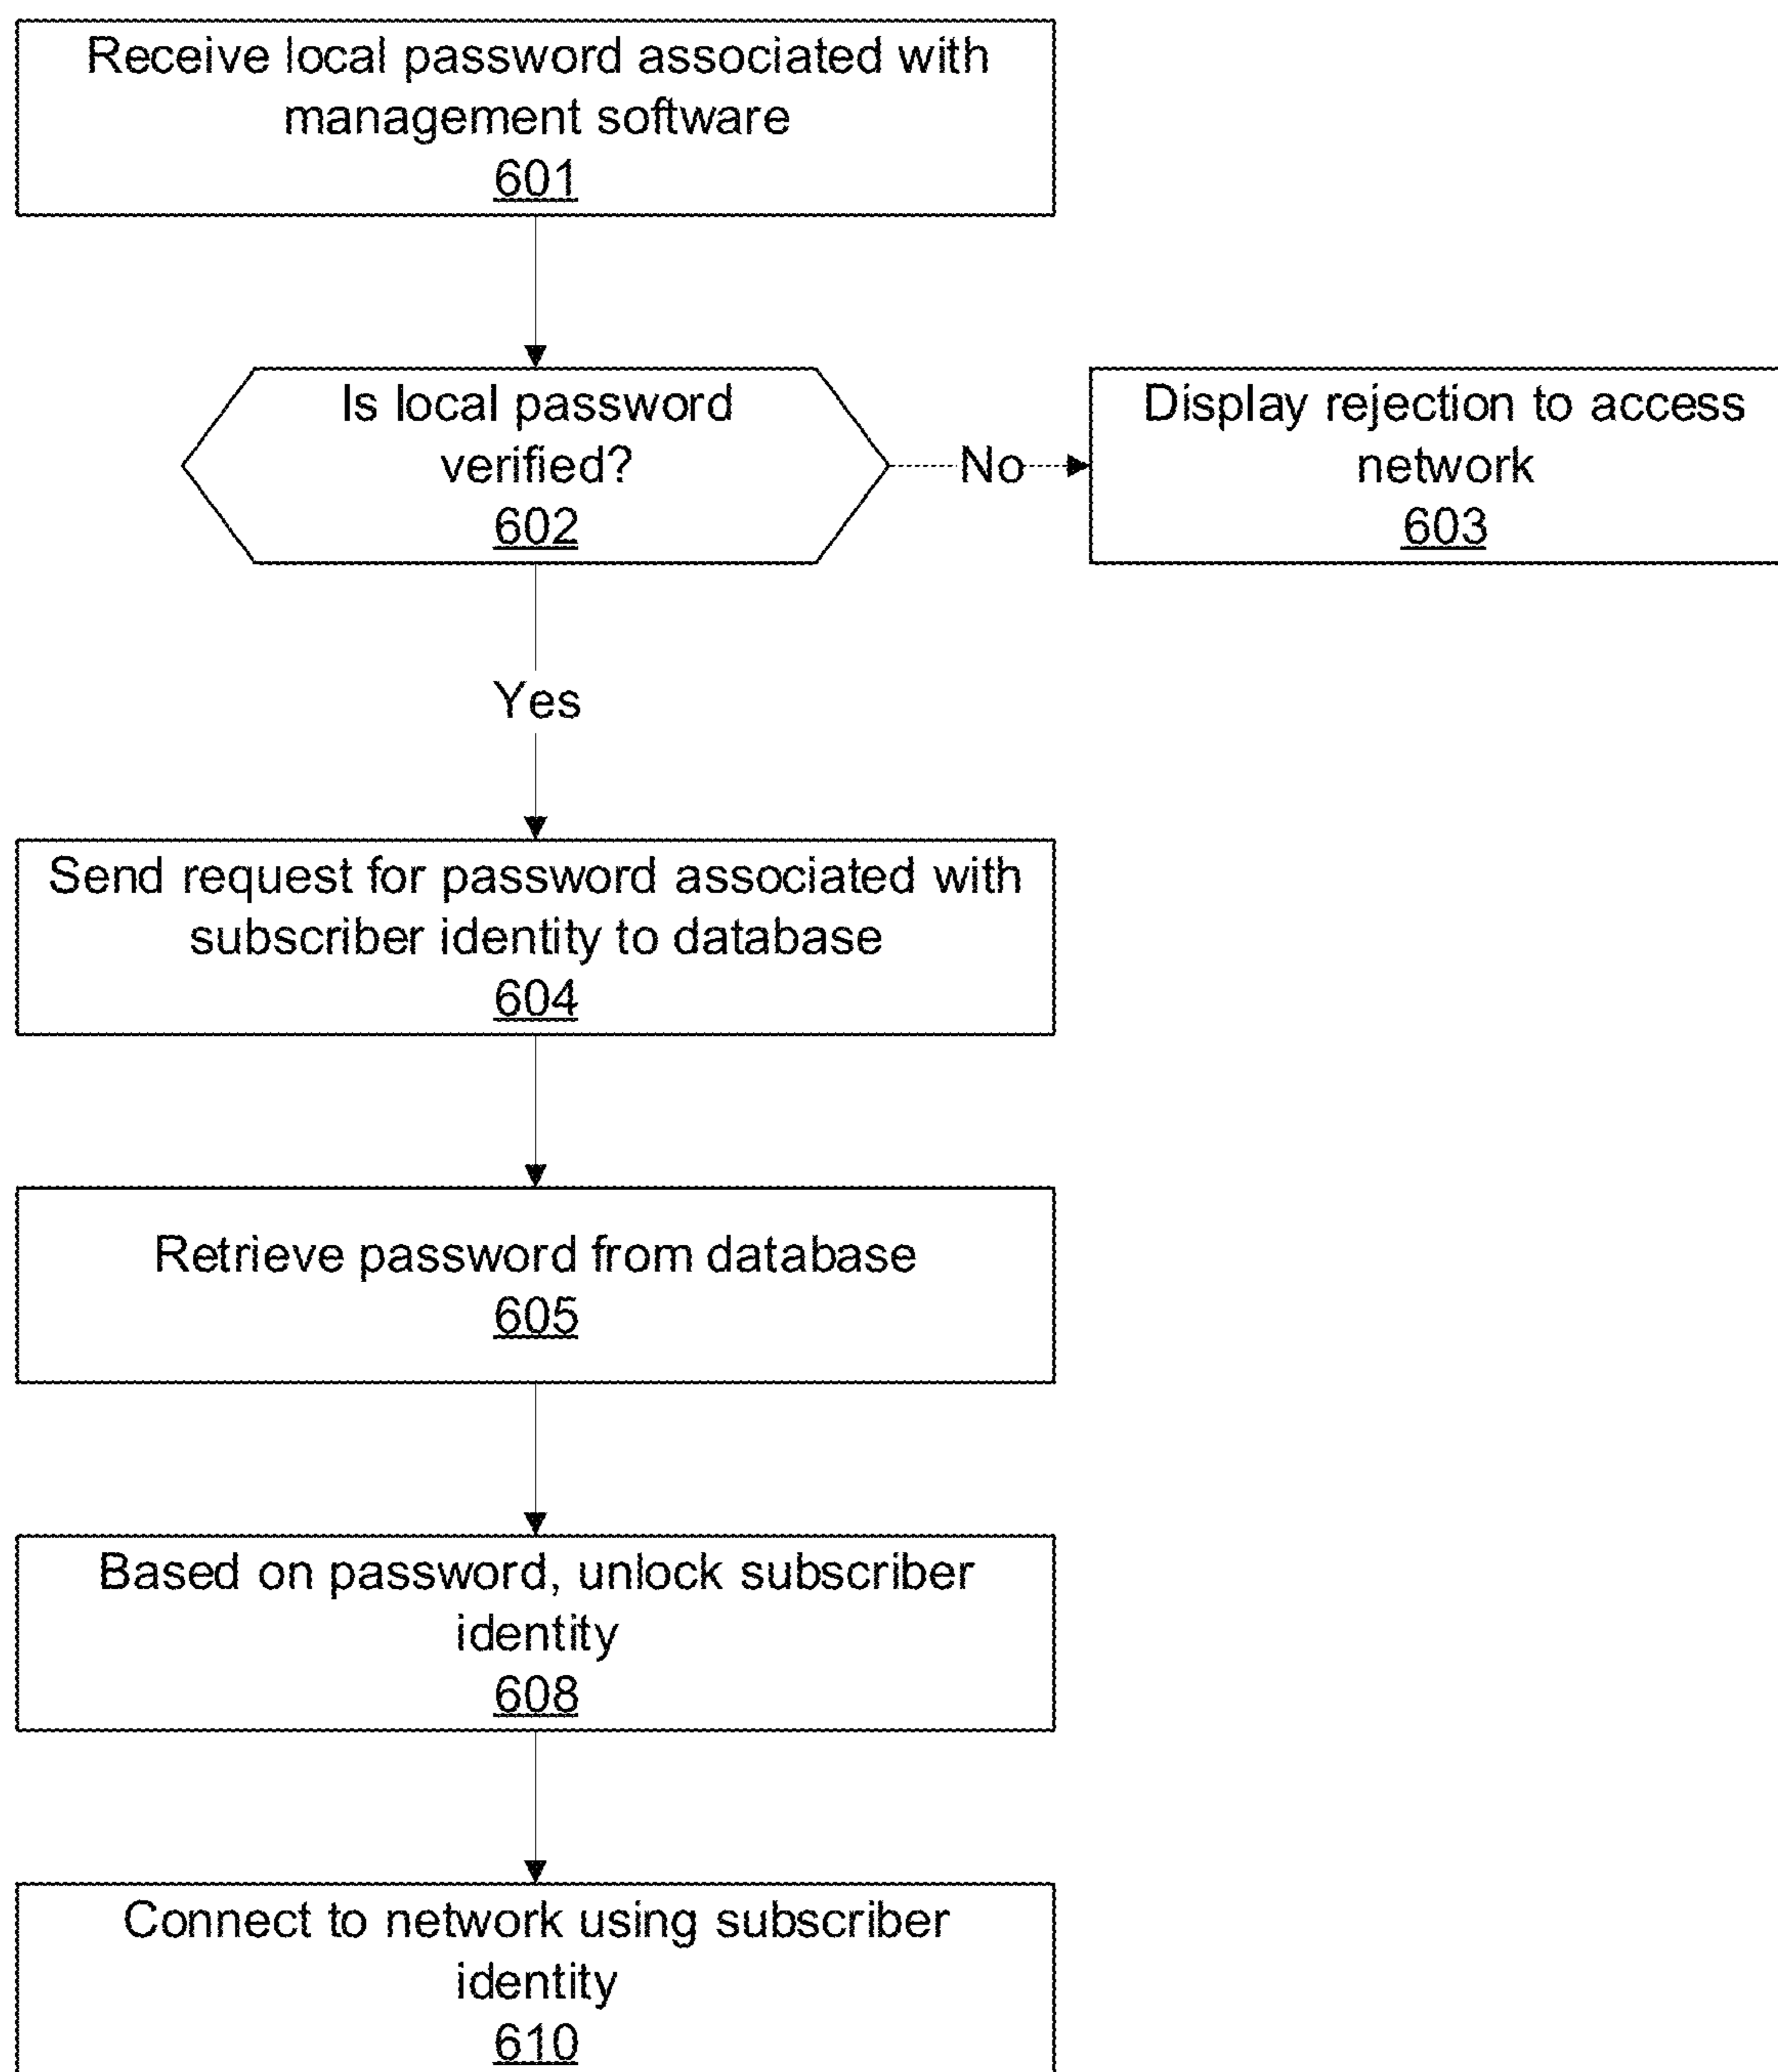 Receive local password associated with
management software
601
Is local password
verified?
602
No
Display rejection to access
network
603
Yes
Send request for password associated with
subscriber identity to database
604
Retrieve password from database
605
Based on password, unlock subscriber
identity
608
Connect to network using subscriber
identity
610